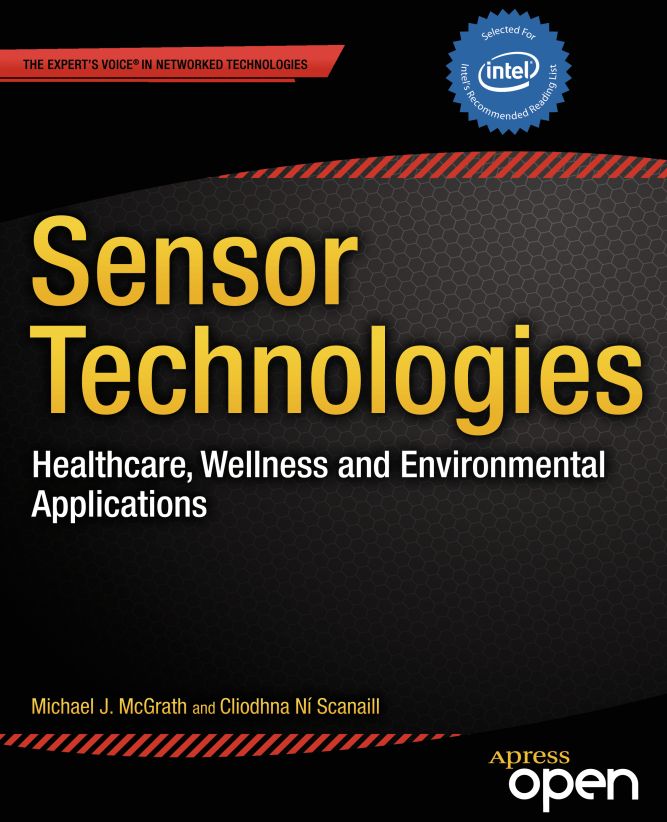 THE EXPERT'S VOICE® IN NETWORKED TECHNOLOGIES
Selected For
intel®
Intel's Recommended Reading List
Sensor
Technologies
Healthcare, Wellness and Environmental
Applications
Michael J. McGrath and Cliodhna Ní Scanaill
Apress
open